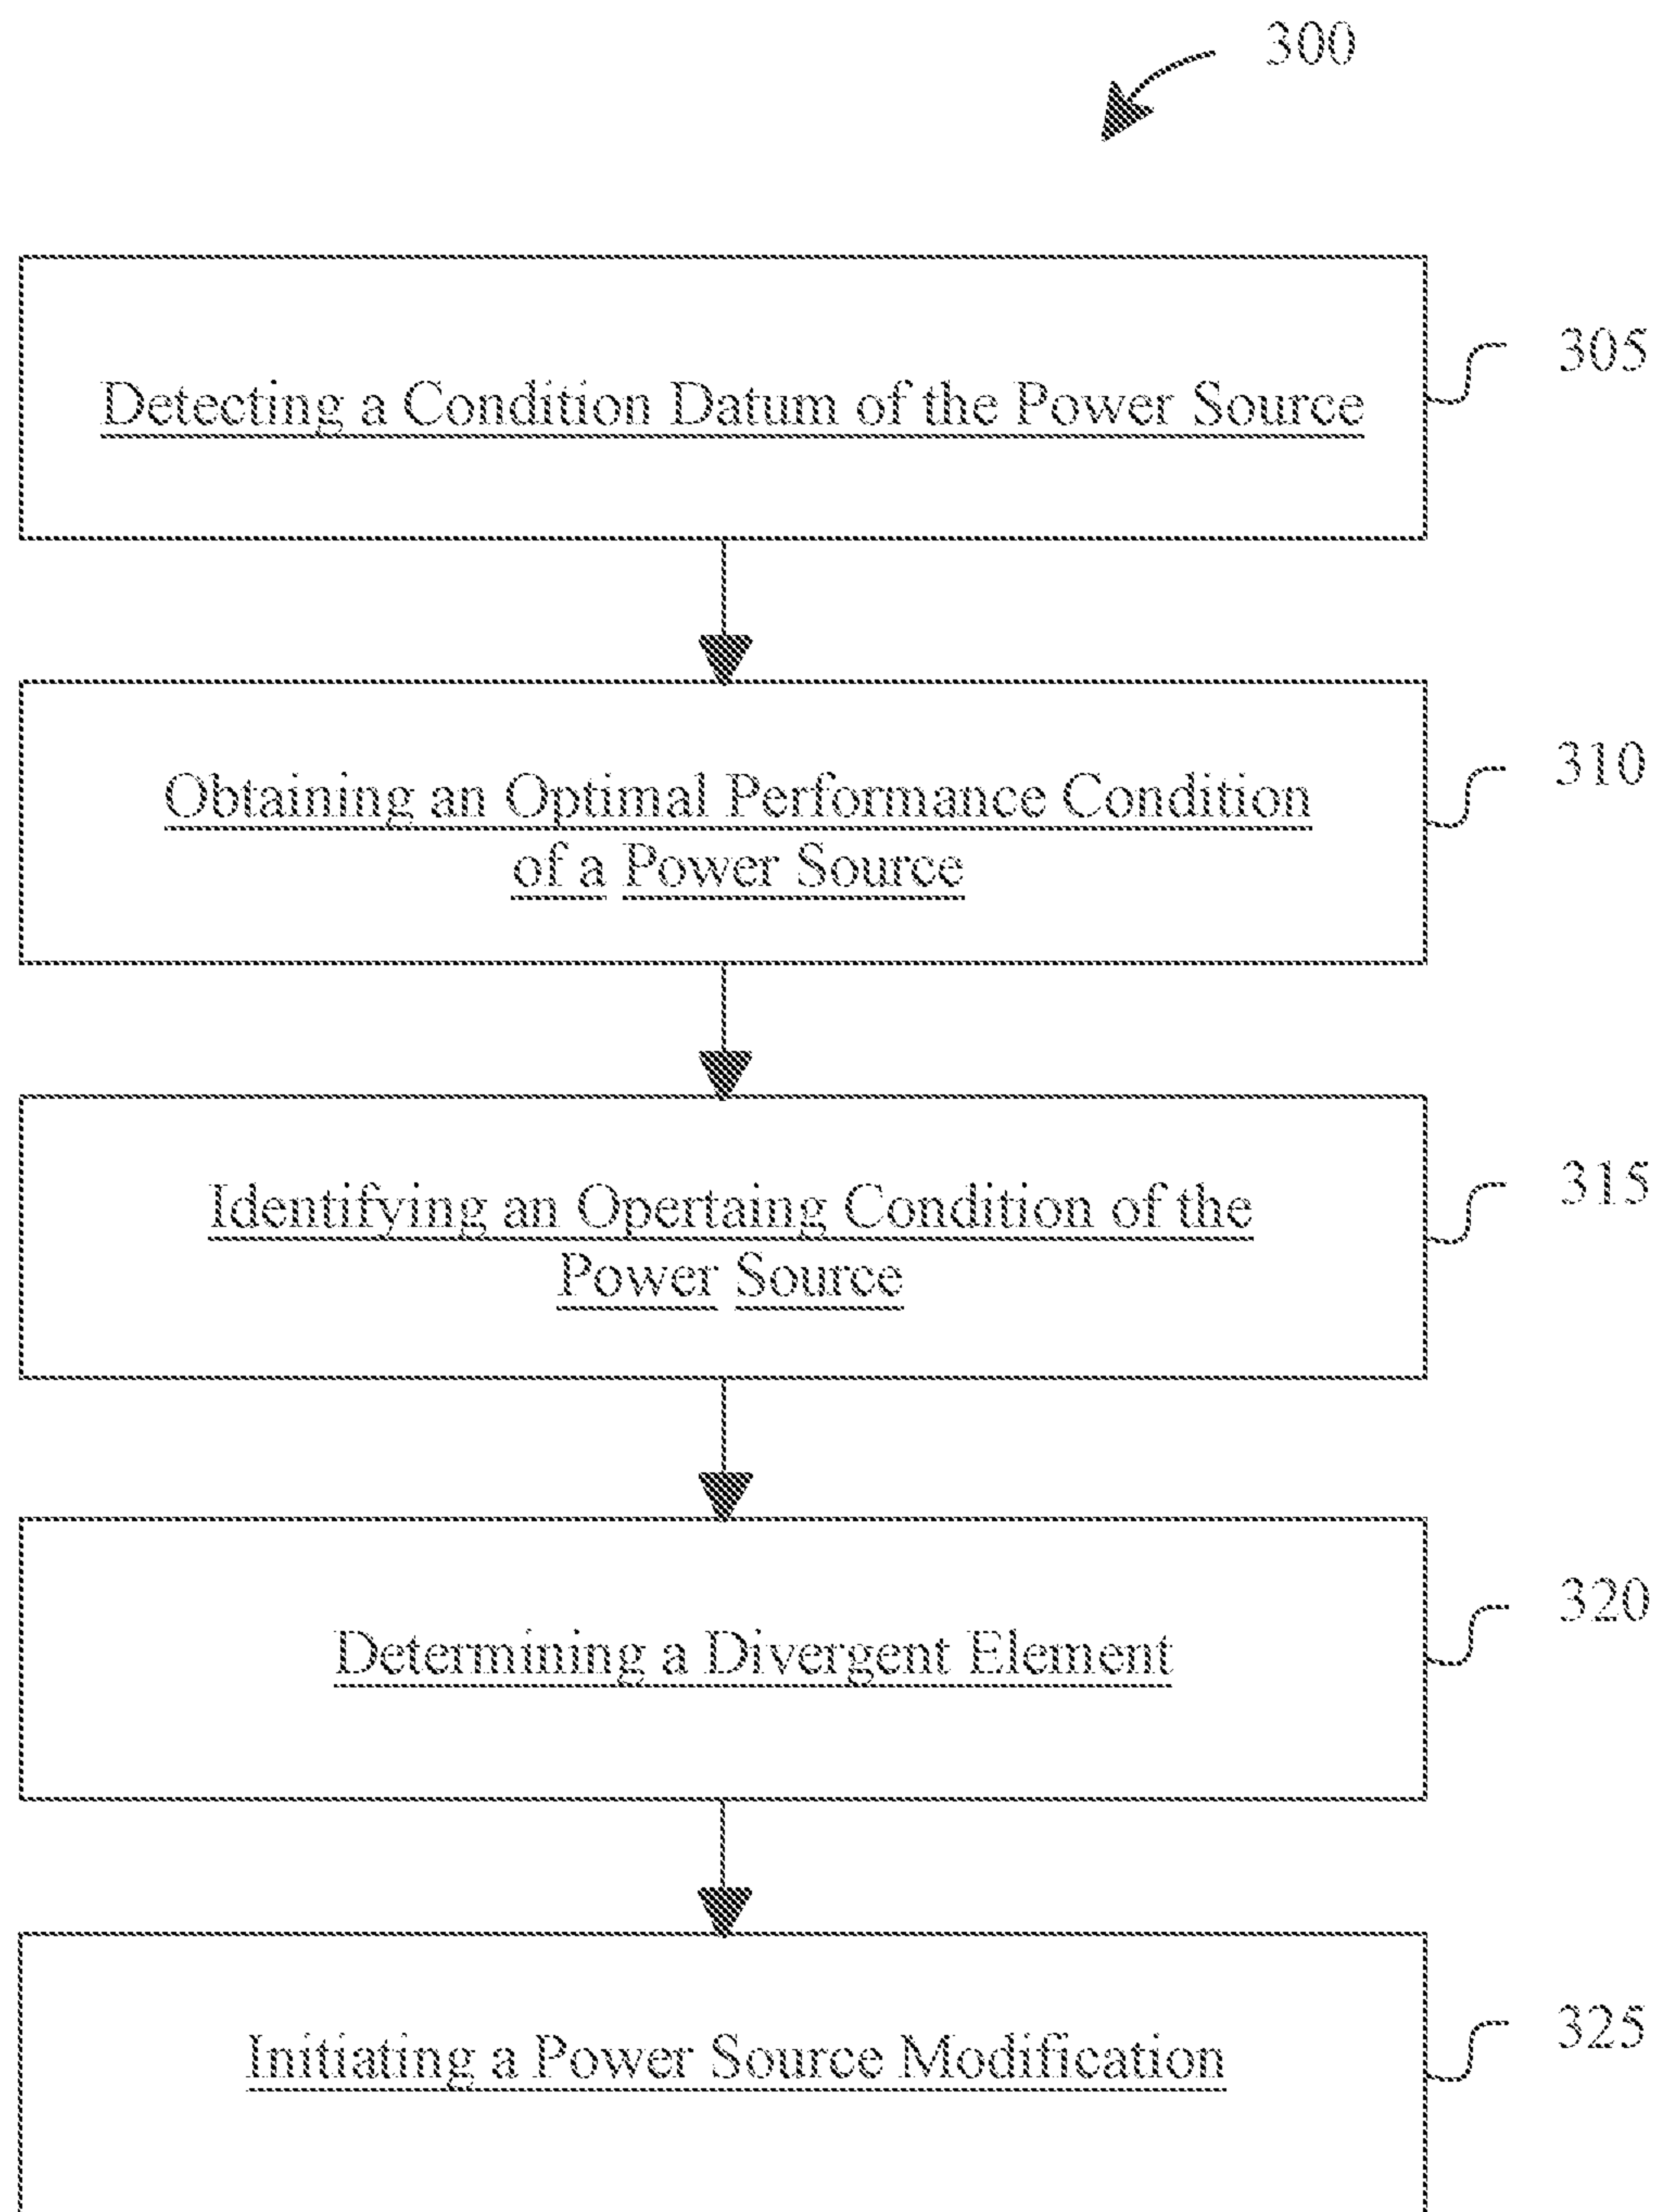 300
Detecting a Condition Datum of the Power Source
305
Obtaining an Optimal Performance Condition
of a Power Source
310
Identifying an Opertaing Condition of the
Power Source
315
Determining a Divergent Element
320
Initiating a Power Source Modification
325